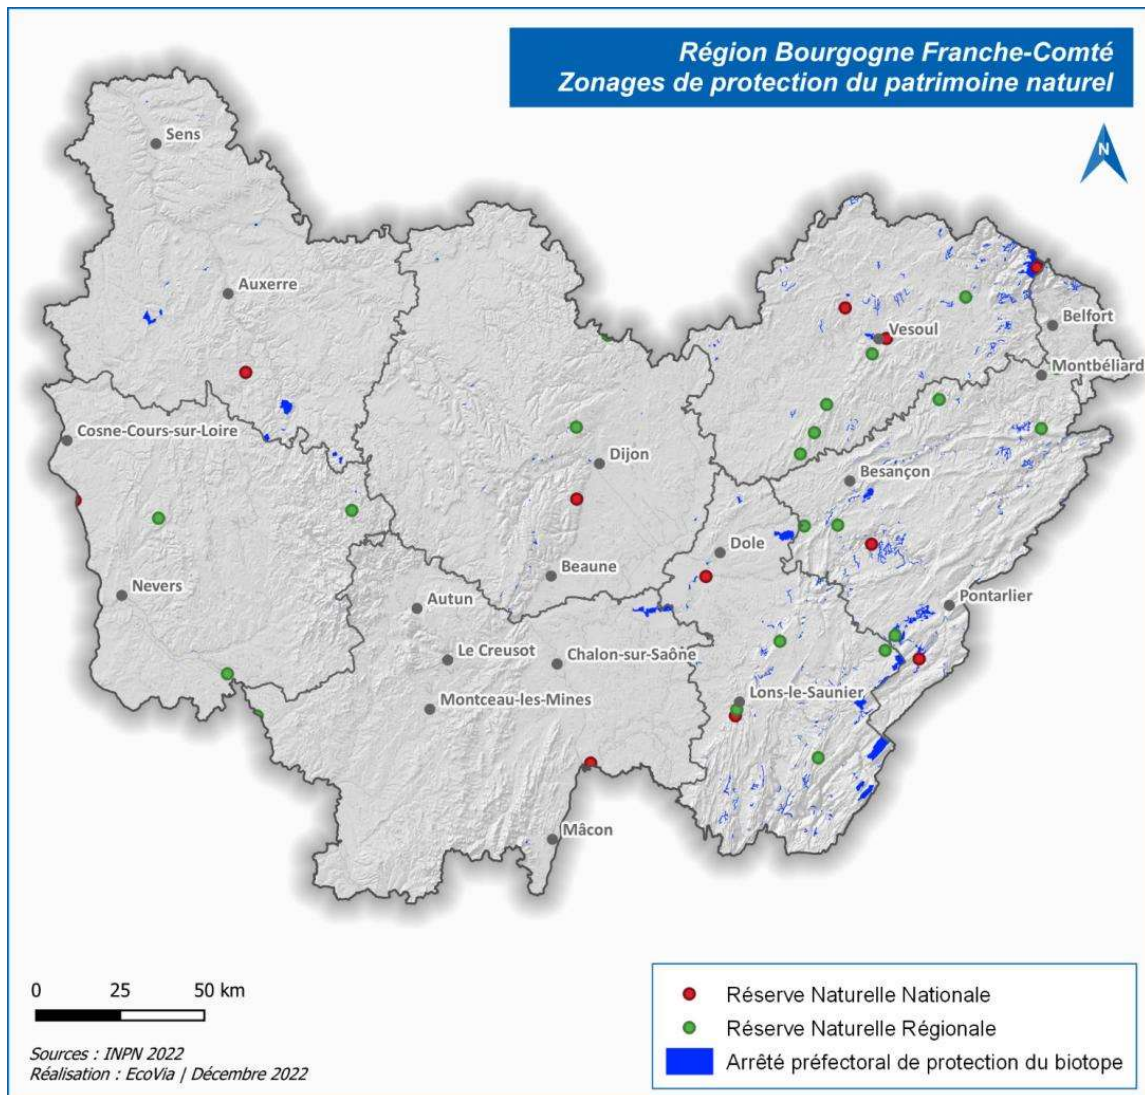 Région Bourgogne Franche-Comté
Zonages de protection du patrimoine naturel
N
Sens
Auxerre
Belfort
Vesoul
Montbéliard
Cosne-Cours-sur-Loire
Dijon
Besançon
Dole
Beaune
Nevers
Autun
Pontarlier
Le Creusot
Chalon-sur-Saône
Montceau-les-Mines
Lons-le-Saunier
Mâcon
0 25 50 km
Sources : INPN 2022
Réalisation : EcoVia | Décembre 2022
Réserve Naturelle Nationale
Réserve Naturelle Régionale
Arrêté préfectoral de protection du biotope